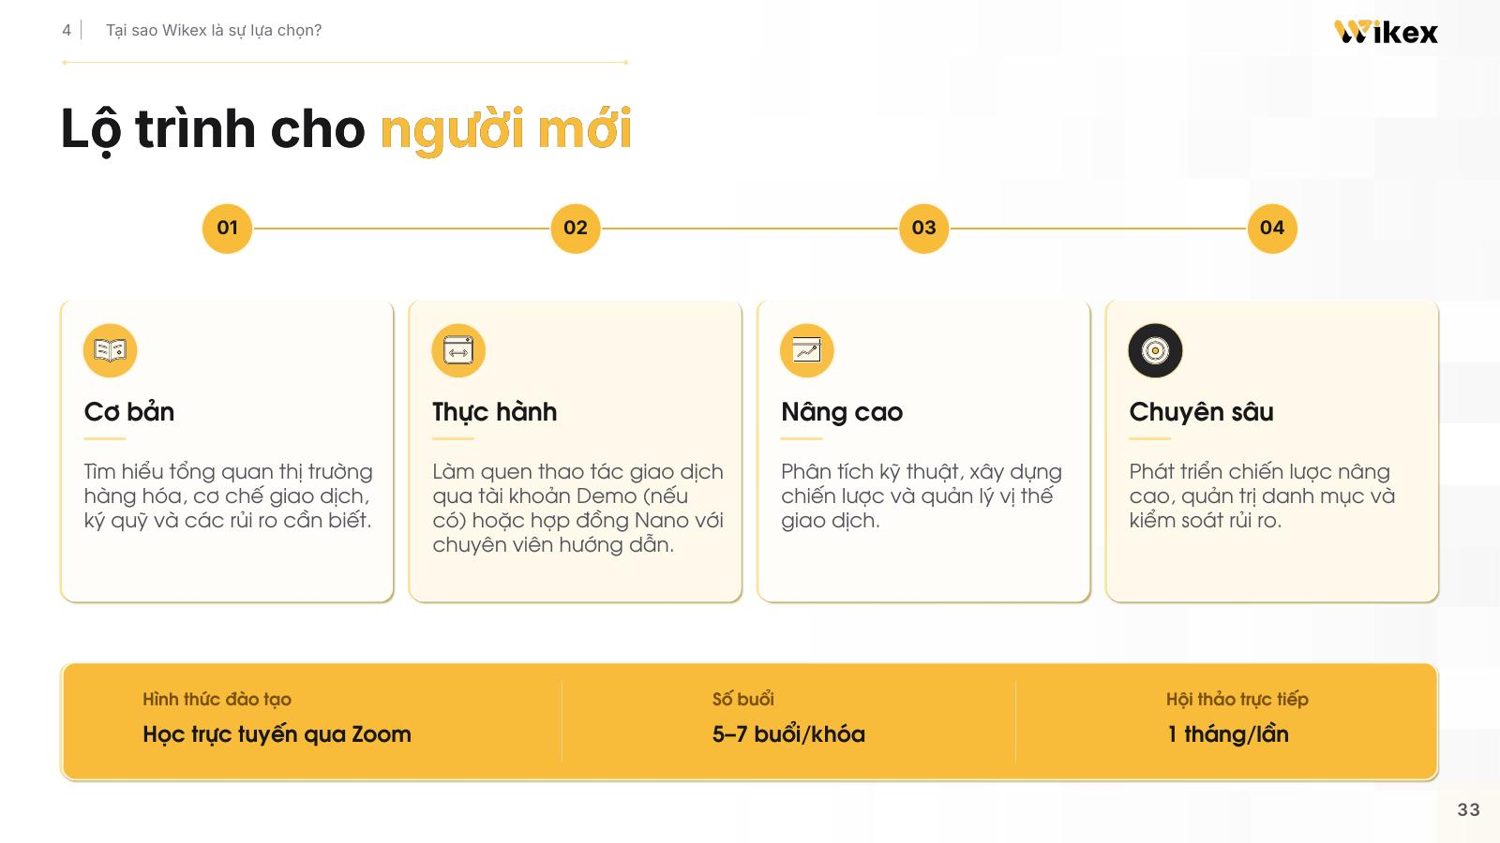 4
Tại sao Wikex là sự lựa chọn?
Wikex
Lộ trình cho người mới
01
02
03
04
Cơ bản
Tìm hiểu tổng quan thị trường
hàng hóa, cơ chế giao dịch,
ký quỹ và các rủi ro cần biết.
Thực hành
Làm quen thao tác giao dịch
qua tài khoản Demo (nếu
có) hoặc hợp đồng Nano với
chuyên viên hướng dẫn.
Nâng cao
Phân tích kỹ thuật, xây dựng
chiến lược và quản lý vị thế
giao dịch.
Chuyên sâu
Phát triển chiến lược nâng
cao, quản trị danh mục và
kiểm soát rủi ro.
Hình thức đào tạo
Học trực tuyến qua Zoom
Số buổi
5–7 buổi/khóa
Hội thảo trực tiếp
1 tháng/lần
33